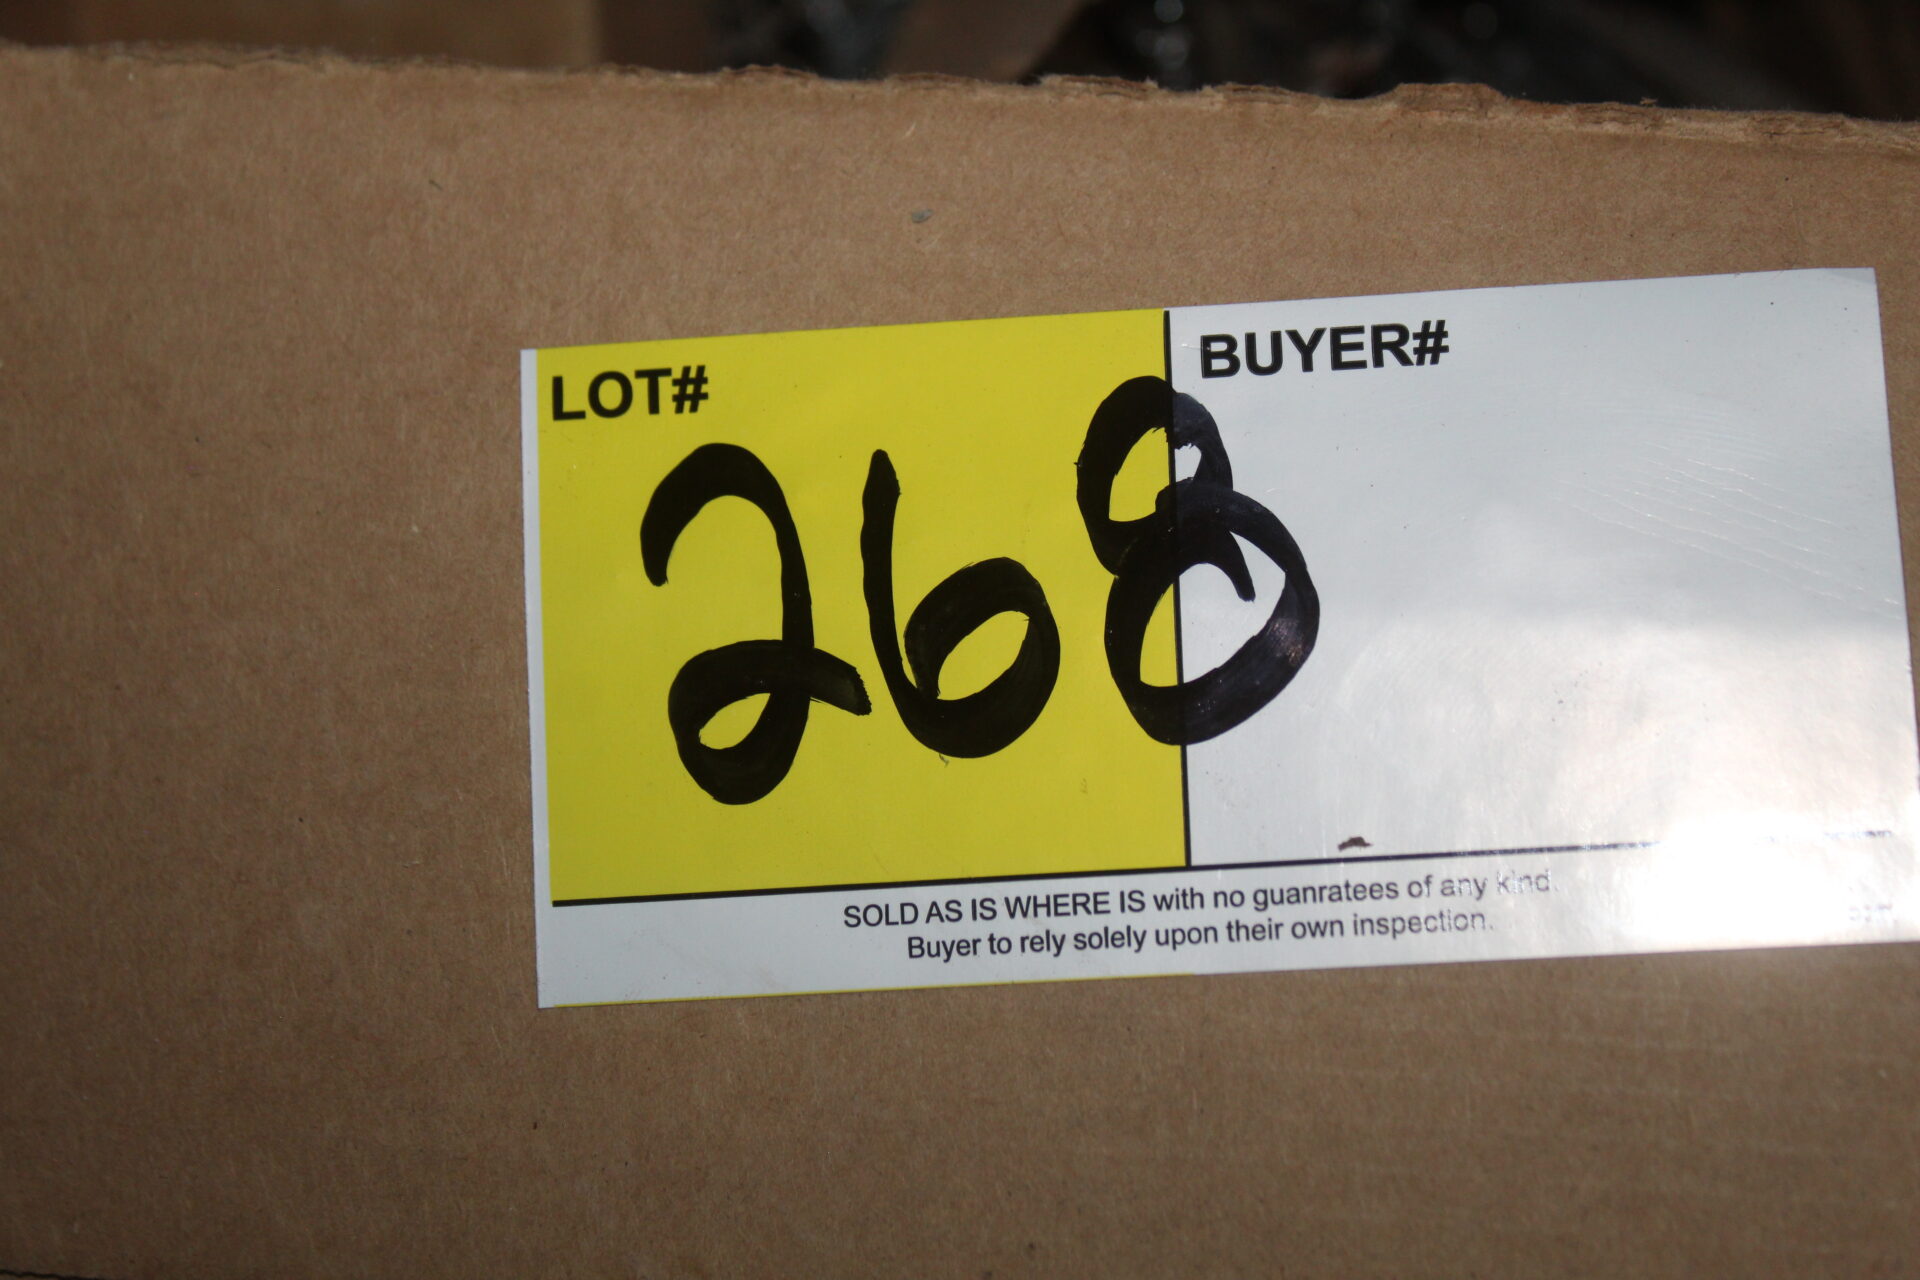 LOT#
BUYER#
268
SOLD AS IS WHERE IS with no guanratees of any kind.
Buyer to rely solely upon their own inspection.